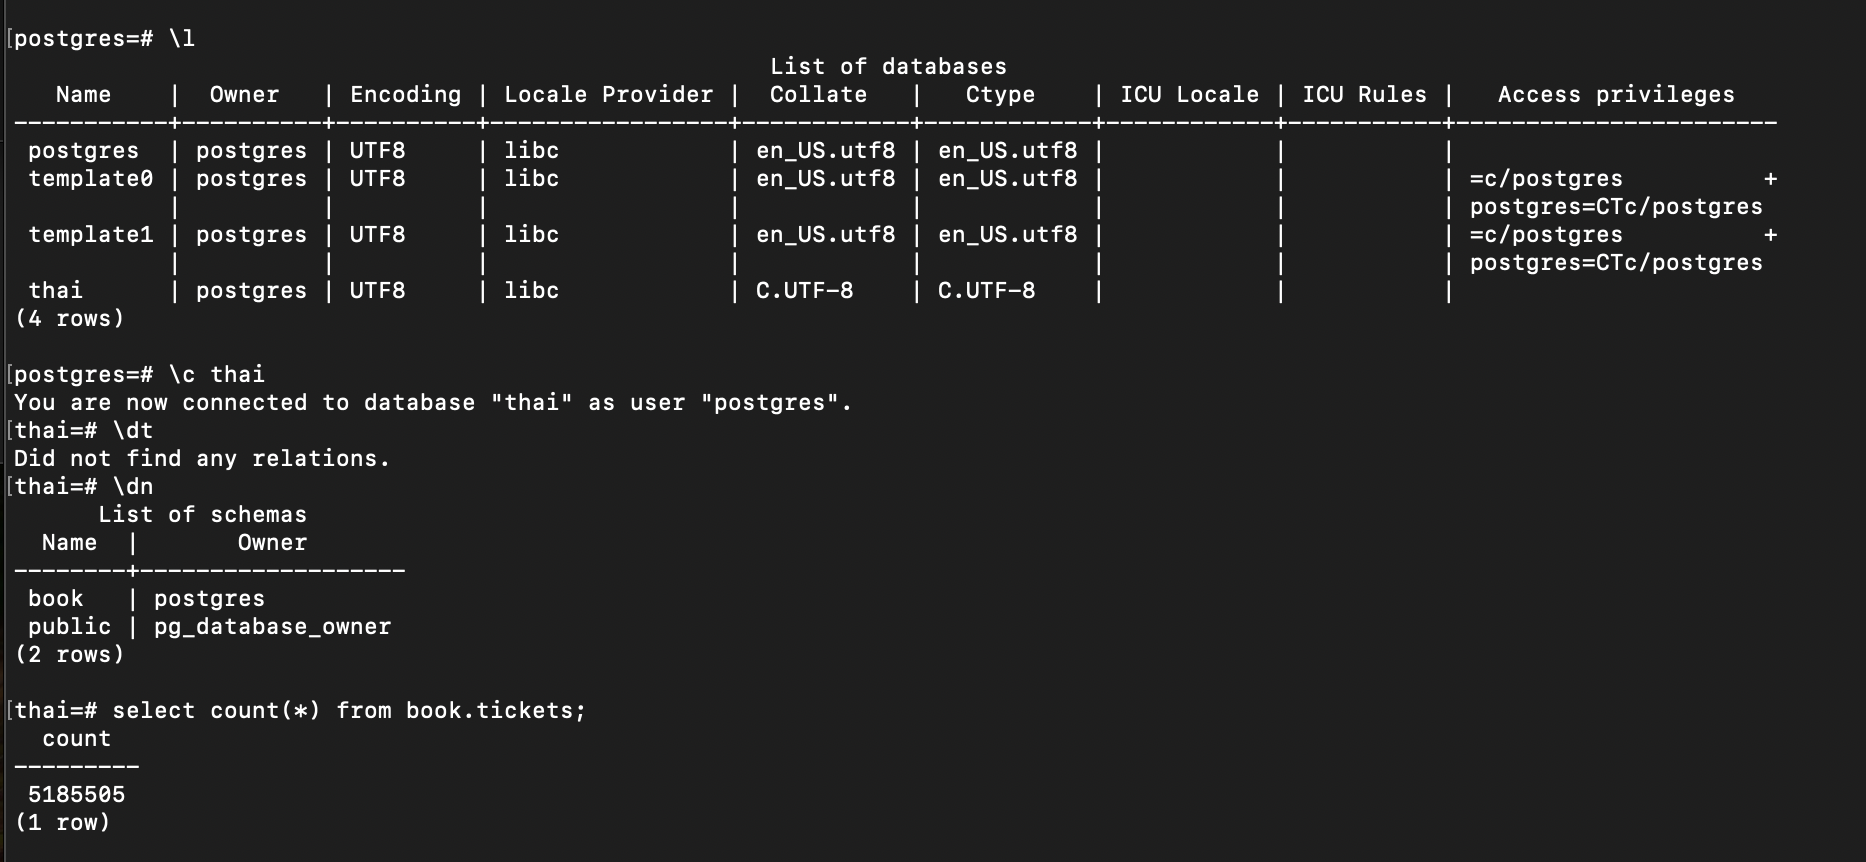 [postgres=# \l
                                                      List of databases
   Name    |  Owner   | Encoding | Locale Provider |  Collate   |   Ctype    | ICU Locale | ICU Rules |   Access privileges
-----------+----------+----------+-----------------+------------+------------+------------+-----------+-----------------------
 postgres  | postgres | UTF8     | libc            | en_US.utf8 | en_US.utf8 |            |           |
 template0 | postgres | UTF8     | libc            | en_US.utf8 | en_US.utf8 |            |           | =c/postgres          +
           |          |          |                 |            |            |            |           | postgres=CTc/postgres
 template1 | postgres | UTF8     | libc            | en_US.utf8 | en_US.utf8 |            |           | =c/postgres          +
           |          |          |                 |            |            |            |           | postgres=CTc/postgres
 thai      | postgres | UTF8     | libc            | C.UTF-8    | C.UTF-8    |            |           |
(4 rows)

[postgres=# \c thai
You are now connected to database "thai" as user "postgres".
[thai=# \dt
Did not find any relations.
[thai=# \dn
      List of schemas
  Name  |       Owner
--------+-------------------
 book   | postgres
 public | pg_database_owner
(2 rows)

[thai=# select count(*) from book.tickets;
  count
---------
 5185505
(1 row)